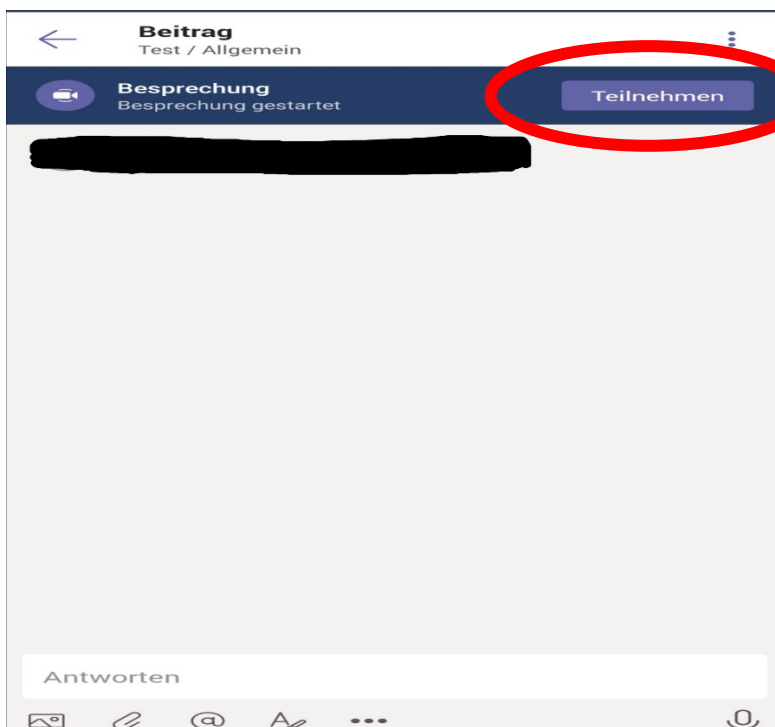 Beitrag
Test / Allgemein
Besprechung
Besprechung gestartet
Teilnehmen
Antworten